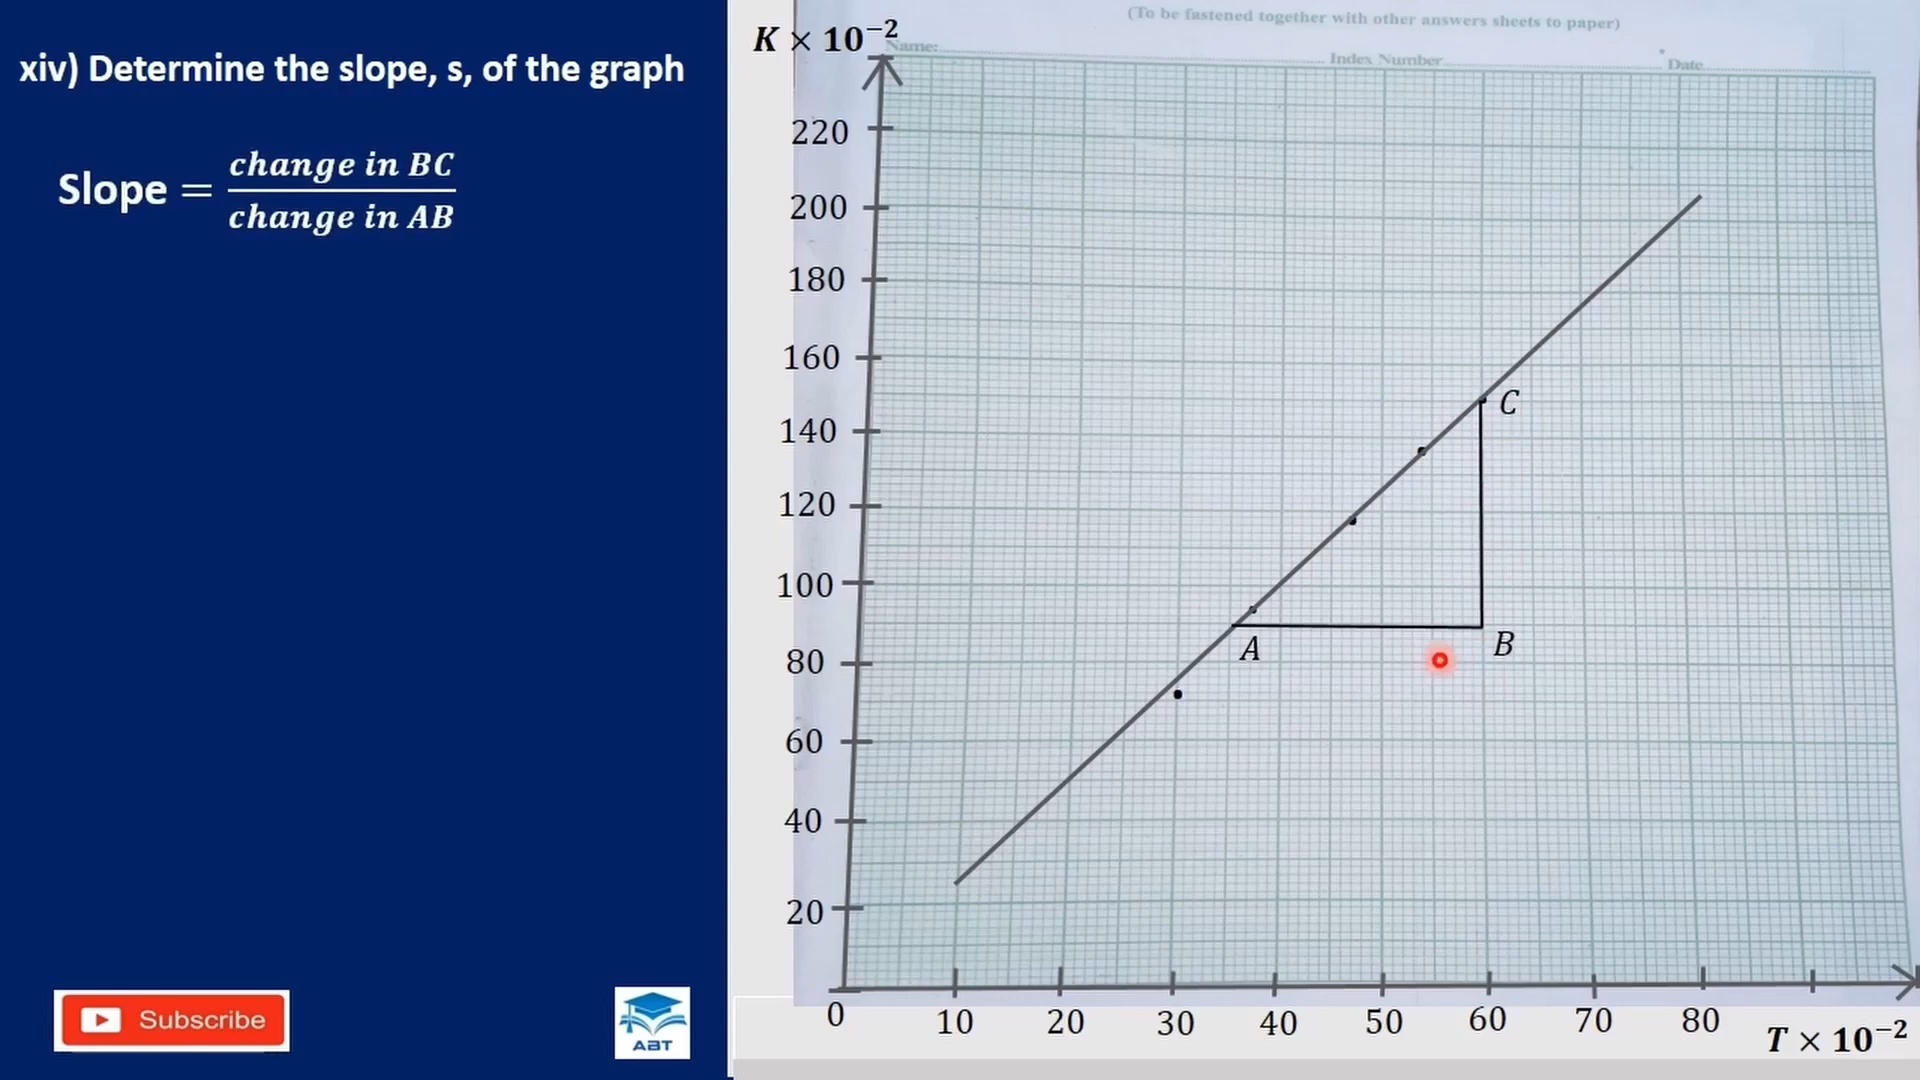 xiv) Determine the slope, s, of the graph
Slope = change in BC / change in AB
Subscribe
ABT
(To be fastened together with other answers sheets to paper)
Name: Index Number Date
K × 10⁻²
220
200
180
160
140
120
100
80
60
40
20
0 10 20 30 40 50 60 70 80
T × 10⁻²
C
A
B